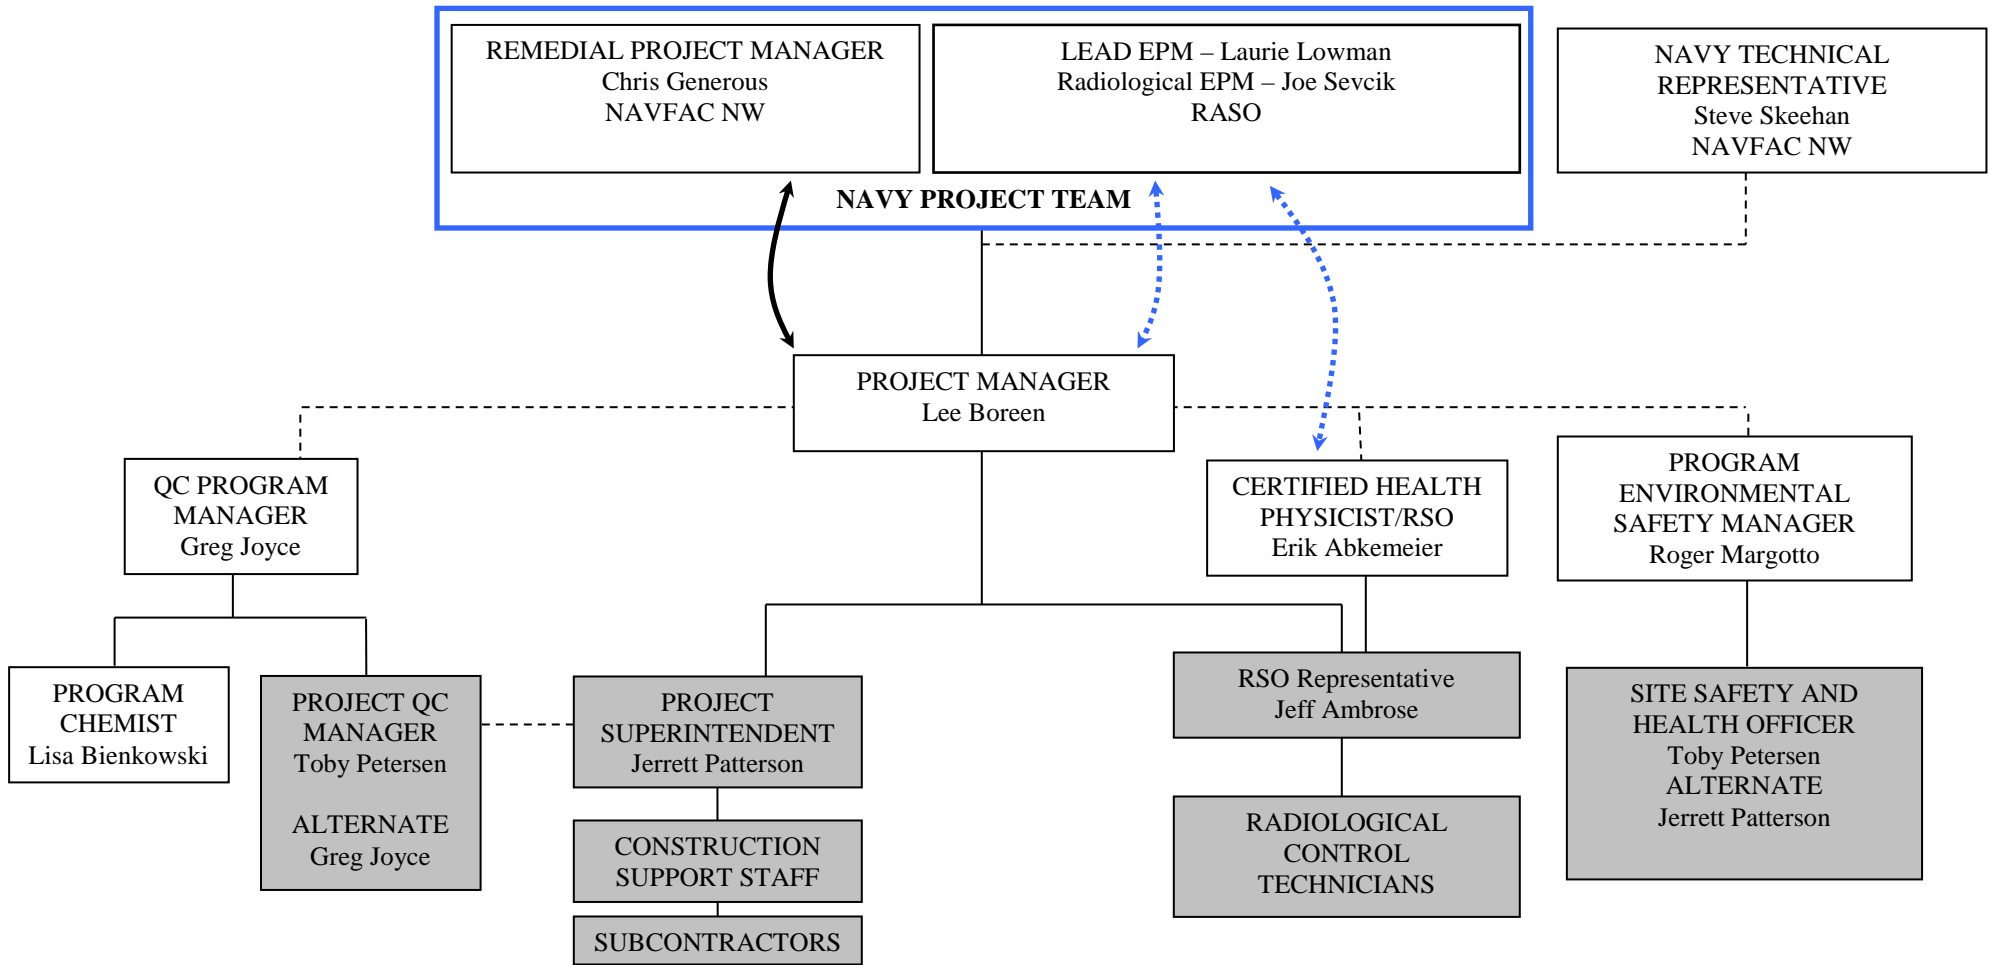 REMEDIAL PROJECT MANAGER
Chris Generous
NAVFAC NW
LEAD EPM – Laurie Lowman
Radiological EPM – Joe Sevcik
RASO
NAVY TECHNICAL
REPRESENTATIVE
Steve Skeehan
NAVFAC NW
NAVY PROJECT TEAM
PROJECT MANAGER
Lee Boreen
QC PROGRAM
MANAGER
Greg Joyce
CERTIFIED HEALTH
PHYSICIST/RSO
Erik Abkemeier
PROGRAM
ENVIRONMENTAL
SAFETY MANAGER
Roger Margotto
PROGRAM
CHEMIST
Lisa Bienkowski
PROJECT QC
MANAGER
Toby Petersen
ALTERNATE
Greg Joyce
PROJECT
SUPERINTENDENT
Jerrett Patterson
CONSTRUCTION
SUPPORT STAFF
SUBCONTRACTORS
RSO Representative
Jeff Ambrose
RADIOLOGICAL
CONTROL
TECHNICIANS
SITE SAFETY AND
HEALTH OFFICER
Toby Petersen
ALTERNATE
Jerrett Patterson